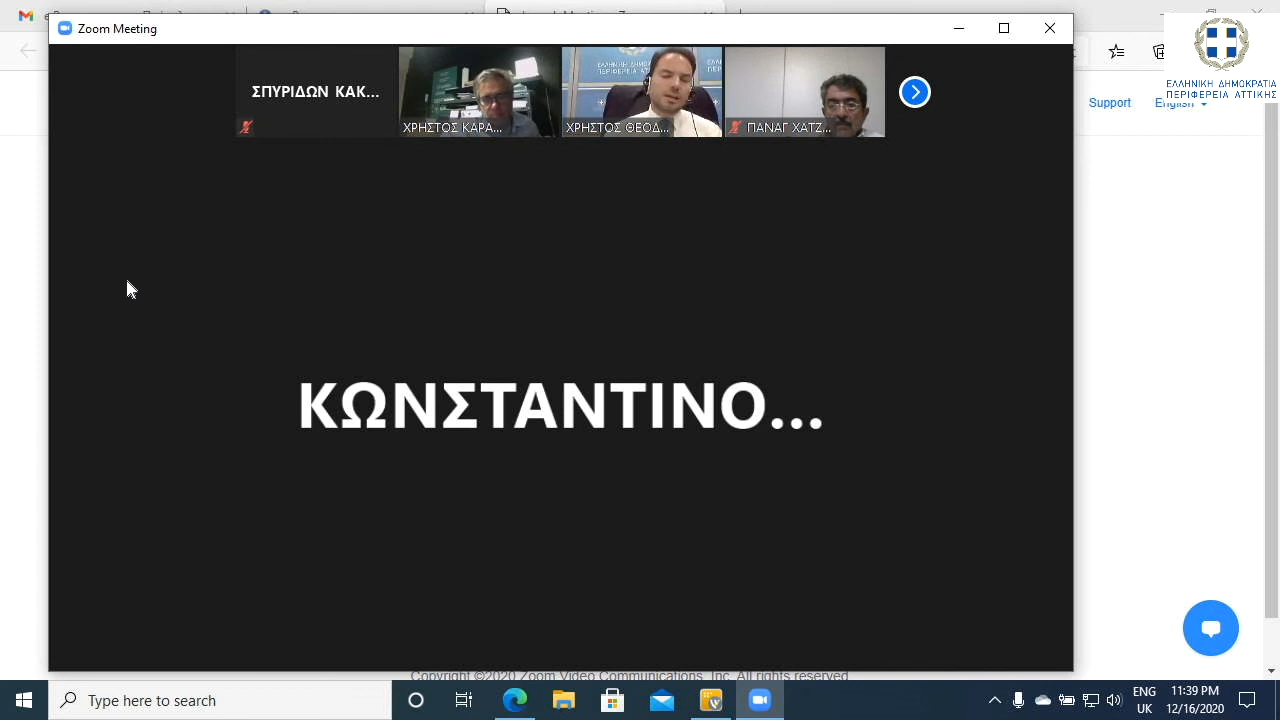 Zoom Meeting
ΣΠΥΡΙΔΩΝ ΚΑΚ...
ΧΡΗΣΤΟΣ ΚΑΡΑ...
ΧΡΗΣΤΟΣ ΘΕΟΔ...
ΠΑΝΑΓ ΧΑΤΖ...
ΕΛΛΗΝΙΚΗ ΔΗΜΟΚΡΑΤΙΑ
ΠΕΡΙΦΕΡΕΙΑ ΑΤΤΙΚΗΣ
Support
English
ΚΩΝΣΤΑΝΤΙΝΟ...
Copyright ©2020 Zoom Video Communications, Inc. All rights reserved
Type here to search
ENG
UK
11:39 PM
12/16/2020